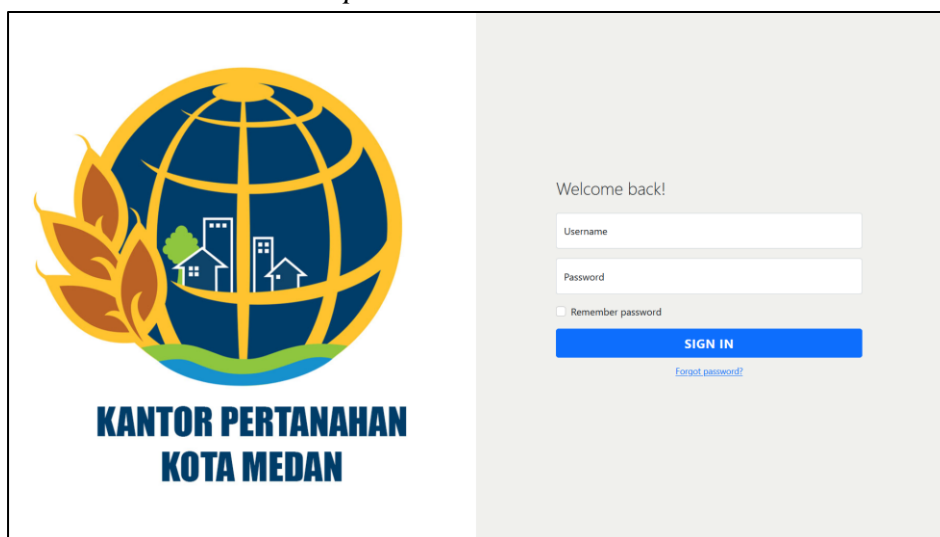 KANTOR PERTANAHAN
KOTA MEDAN
Welcome back!
Username
Password
Remember password
SIGN IN
Forgot password?